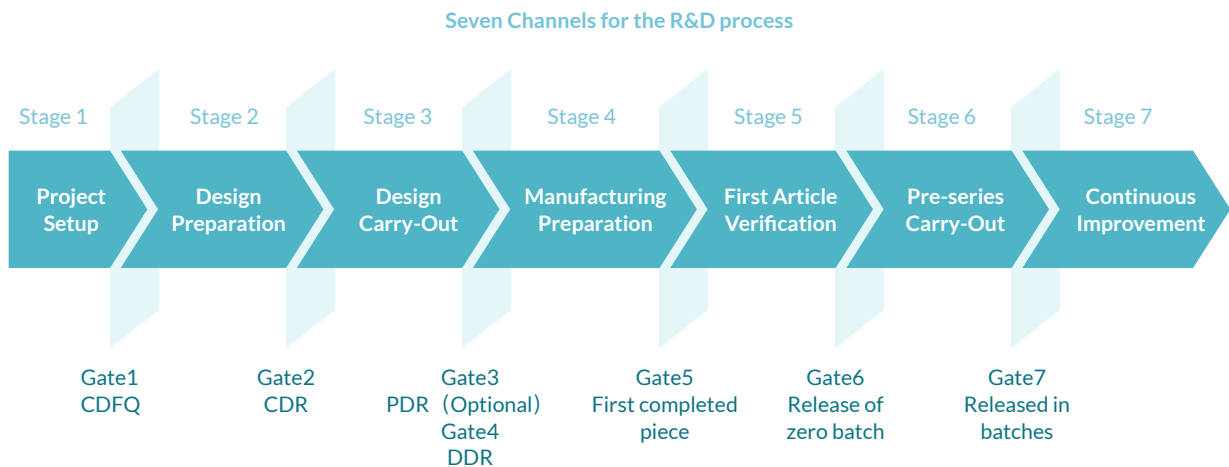 Seven Channels for the R&D process
Stage 1
Stage 2
Stage 3
Stage 4
Stage 5
Stage 6
Stage 7
Project
Setup
Design
Preparation
Design
Carry-Out
Manufacturing
Preparation
First Article
Verification
Pre-series
Carry-Out
Continuous
Improvement
Gate1
CDFQ
Gate2
CDR
Gate3
PDR（Optional）
Gate4
DDR
Gate5
First completed
piece
Gate6
Release of
zero batch
Gate7
Released in
batches